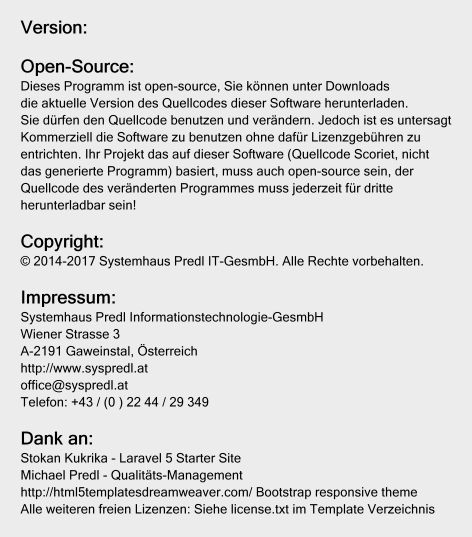 Version:
Open-Source:
Dieses Programm ist open-source, Sie können unter Downloads
die aktuelle Version des Quellcodes dieser Software herunterladen.
Sie dürfen den Quellcode benutzen und verändern. Jedoch ist es untersagt
Kommerziell die Software zu benutzen ohne dafür Lizenzgebühren zu
entrichten. Ihr Projekt das auf dieser Software (Quellcode Scoriet, nicht
das generierte Programm) basiert, muss auch open-source sein, der
Quellcode des veränderten Programmes muss jederzeit für dritte
herunterladbar sein!
Copyright:
© 2014-2017 Systemhaus Predl IT-GesmbH. Alle Rechte vorbehalten.
Impressum:
Systemhaus Predl Informationstechnologie-GesmbH
Wiener Strasse 3
A-2191 Gaweinstal, Österreich
http://www.syspredl.at
office@syspredl.at
Telefon: +43 / (0 ) 22 44 / 29 349
Dank an:
Stokan Kukrika - Laravel 5 Starter Site
Michael Predl - Qualitäts-Management
http://html5templatesdreamweaver.com/ Bootstrap responsive theme
Alle weiteren freien Lizenzen: Siehe license.txt im Template Verzeichnis